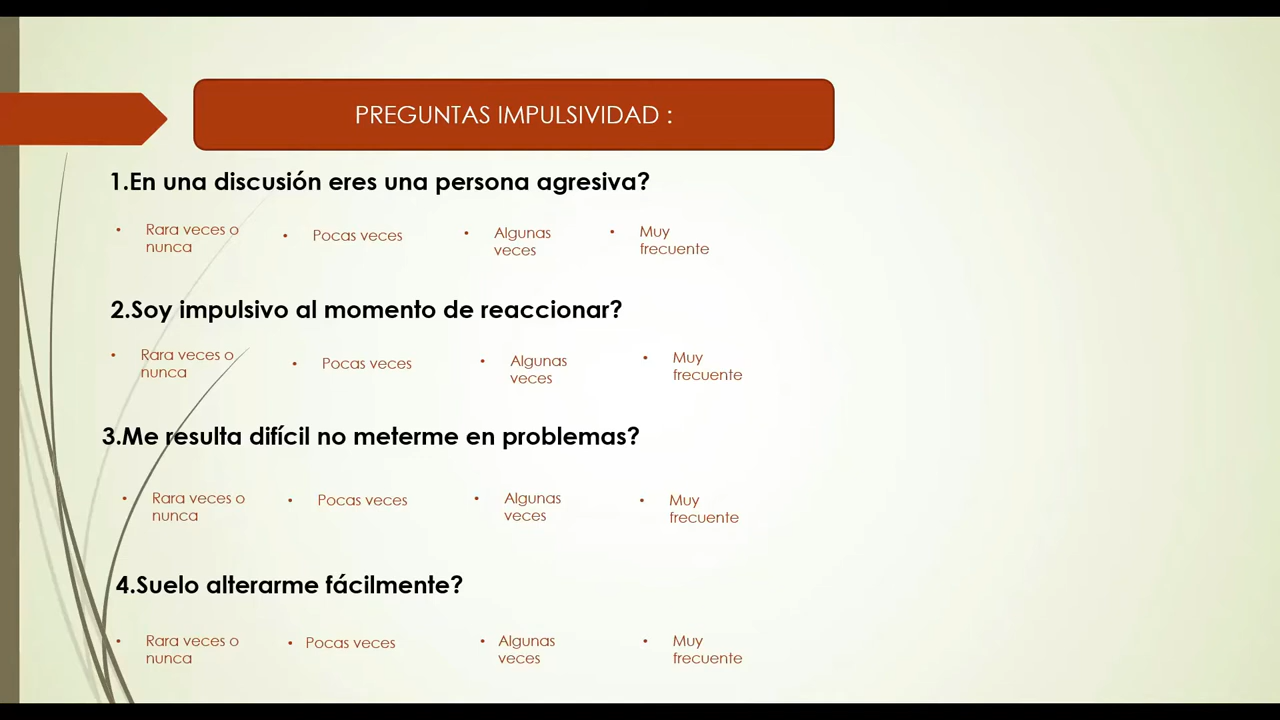 PREGUNTAS IMPULSIVIDAD :
1.En una discusión eres una persona agresiva?
• Rara veces o nunca • Pocas veces • Algunas veces • Muy frecuente
2.Soy impulsivo al momento de reaccionar?
• Rara veces o nunca • Pocas veces • Algunas veces • Muy frecuente
3.Me resulta difícil no meterme en problemas?
• Rara veces o nunca • Pocas veces • Algunas veces • Muy frecuente
4.Suelo alterarme fácilmente?
• Rara veces o nunca • Pocas veces • Algunas veces • Muy frecuente